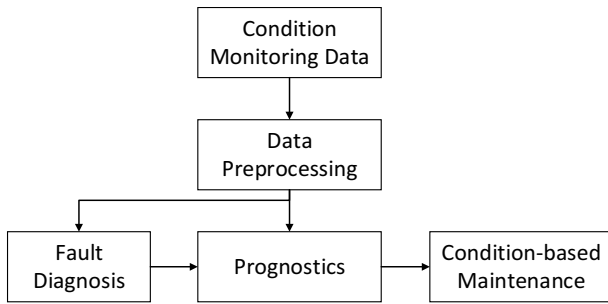 Condition
Monitoring Data
Data
Preprocessing
Fault
Diagnosis
Prognostics
Condition-based
Maintenance